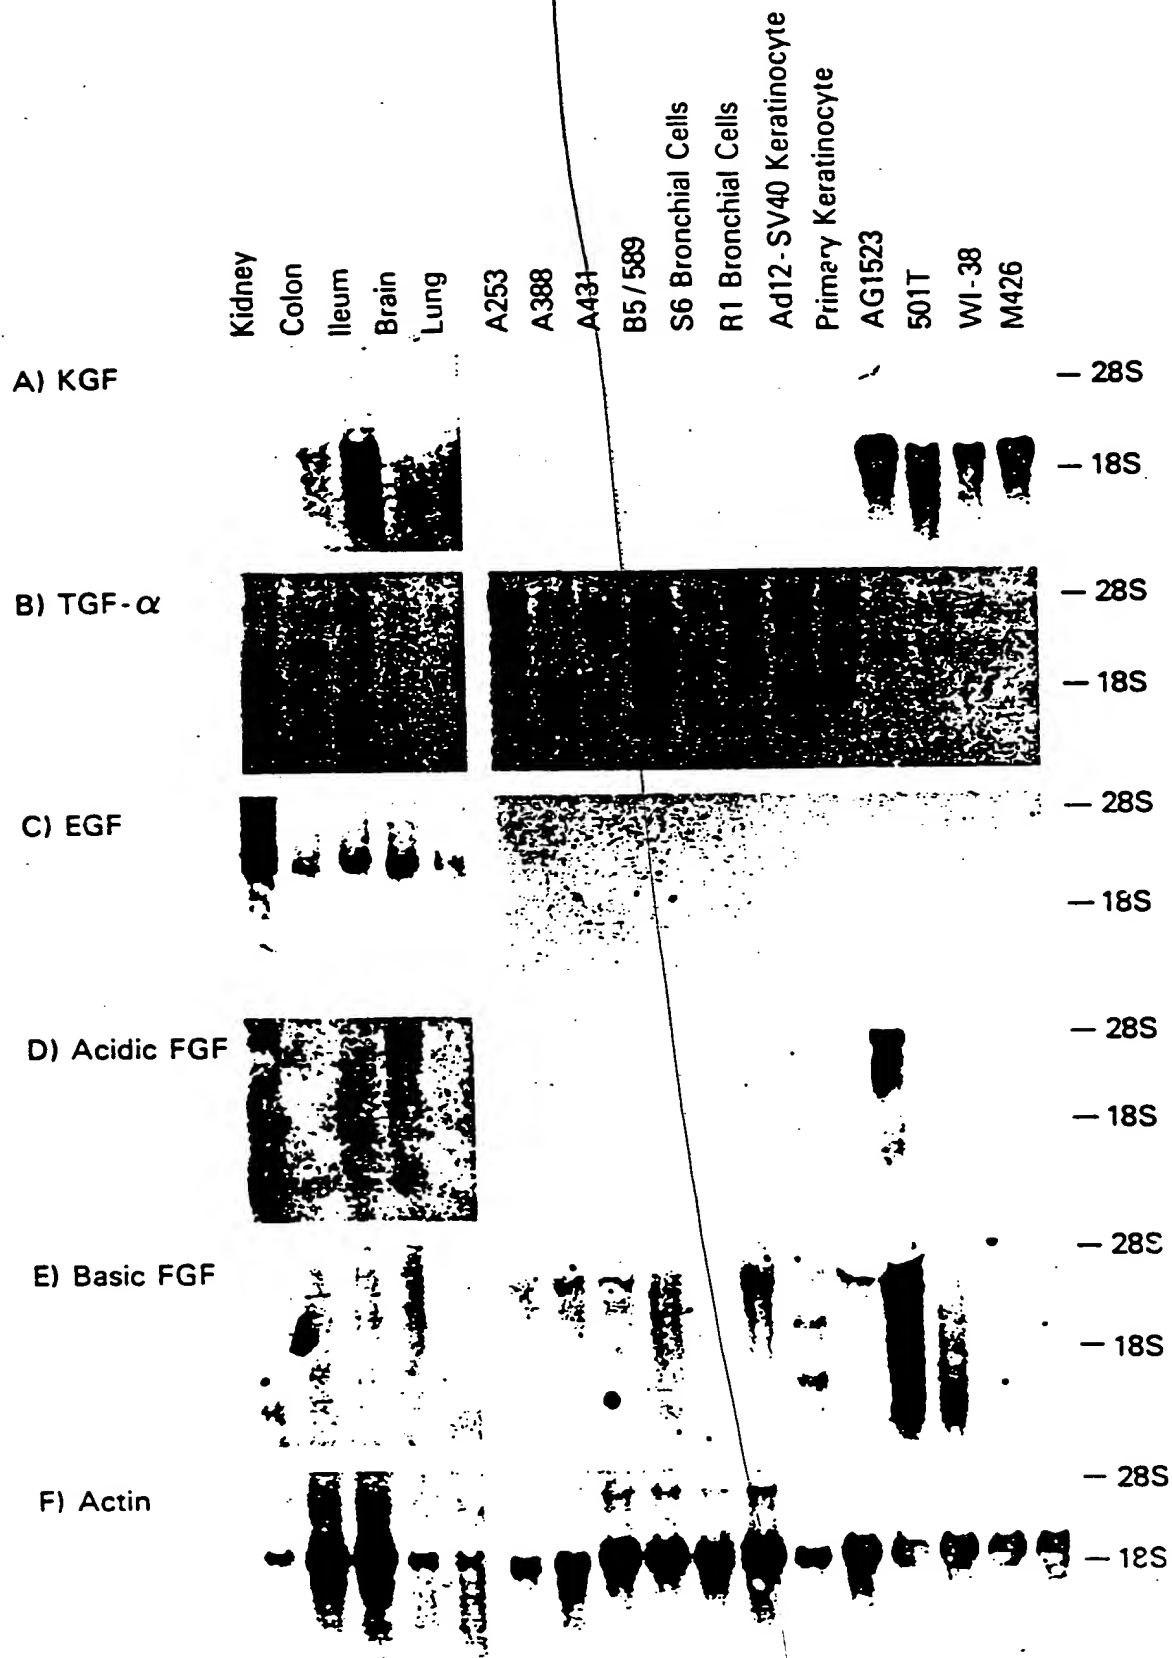 Kidney
Colon
Ileum
Brain
Lung
A253
A388
A431
B5/589
S6 Bronchial Cells
R1 Bronchial Cells
Ad12-SV40 Keratinocyte
Primary Keratinocyte
AG1523
501T
WI-38
M426
A) KGF
— 28S
— 18S
B) TGF-α
— 28S
— 18S
C) EGF
— 28S
— 18S
D) Acidic FGF
— 28S
— 18S
E) Basic FGF
— 28S
— 18S
F) Actin
— 28S
— 18S